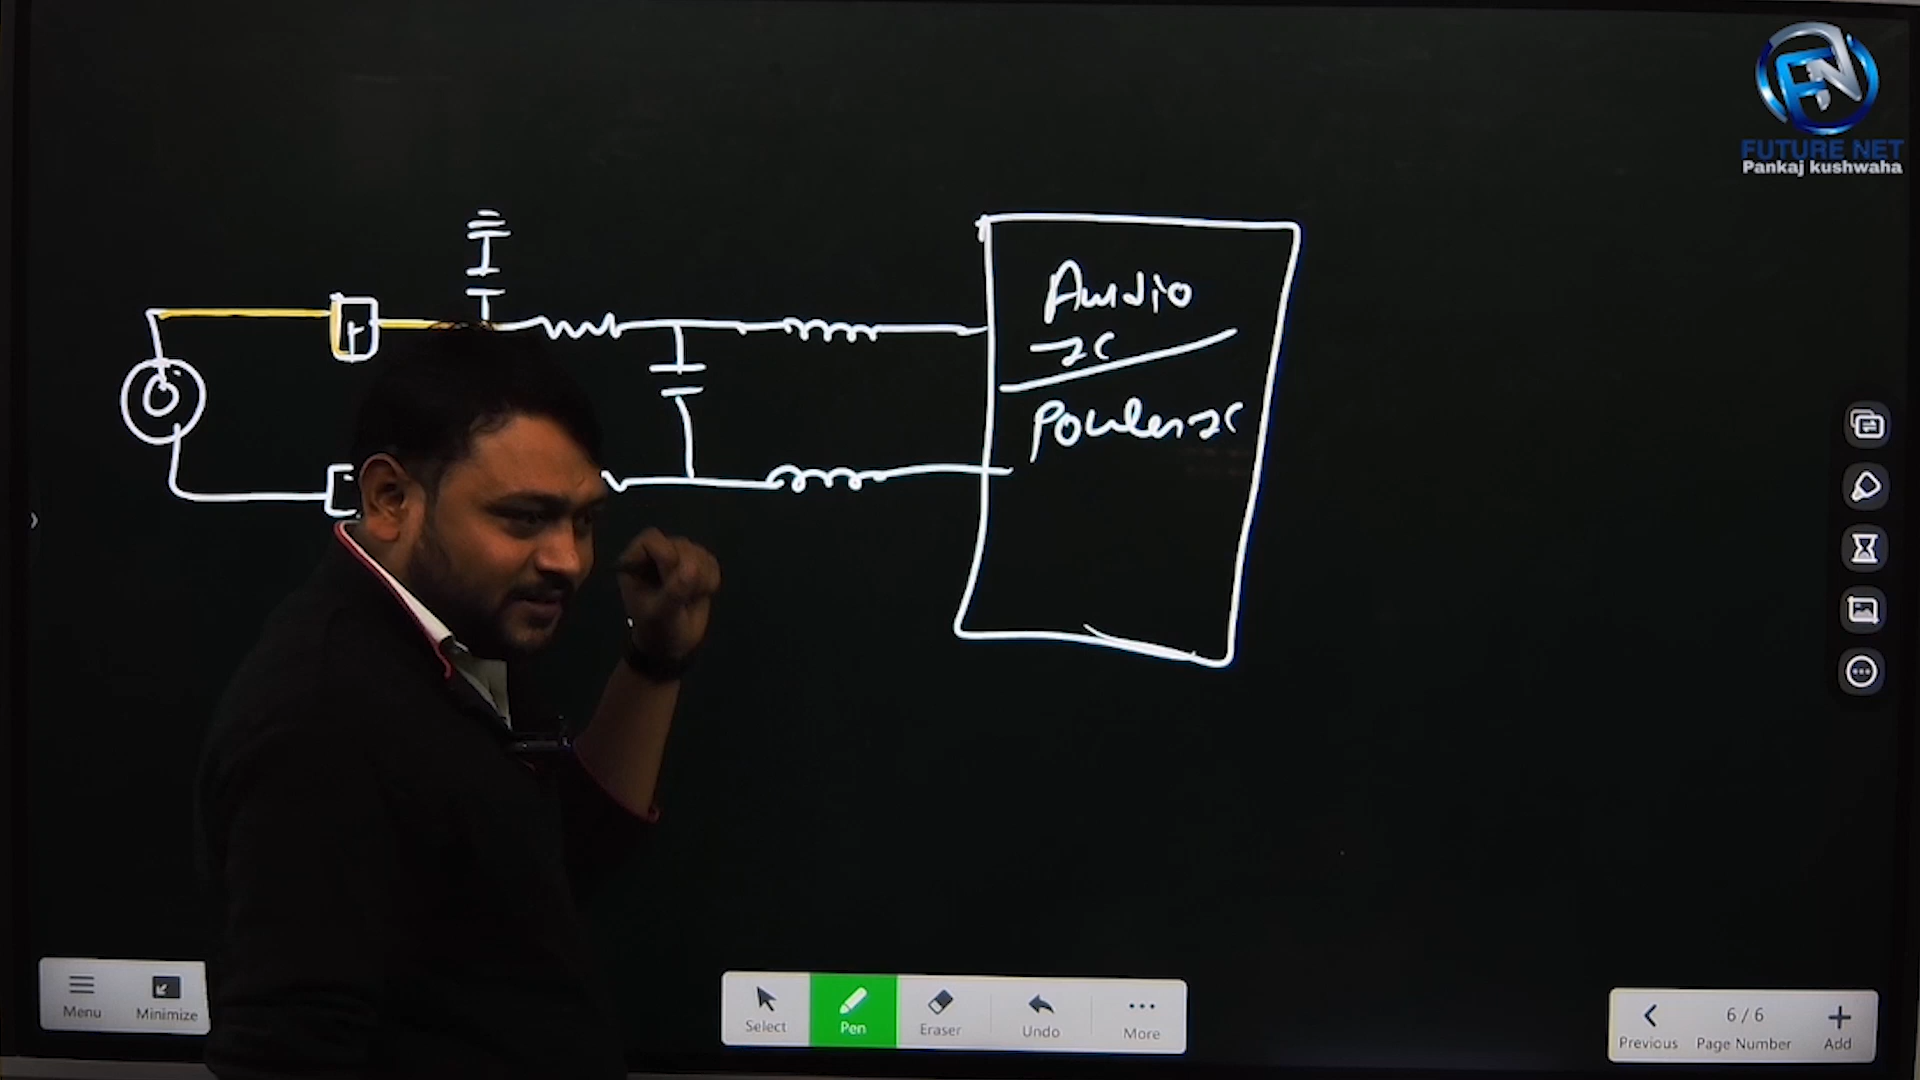 FUTURE NET
Pankaj kushwaha
Audio
IC
Power IC
Menu
Minimize
Select
Pen
Eraser
Undo
More
6 / 6
Previous
Page Number
Add